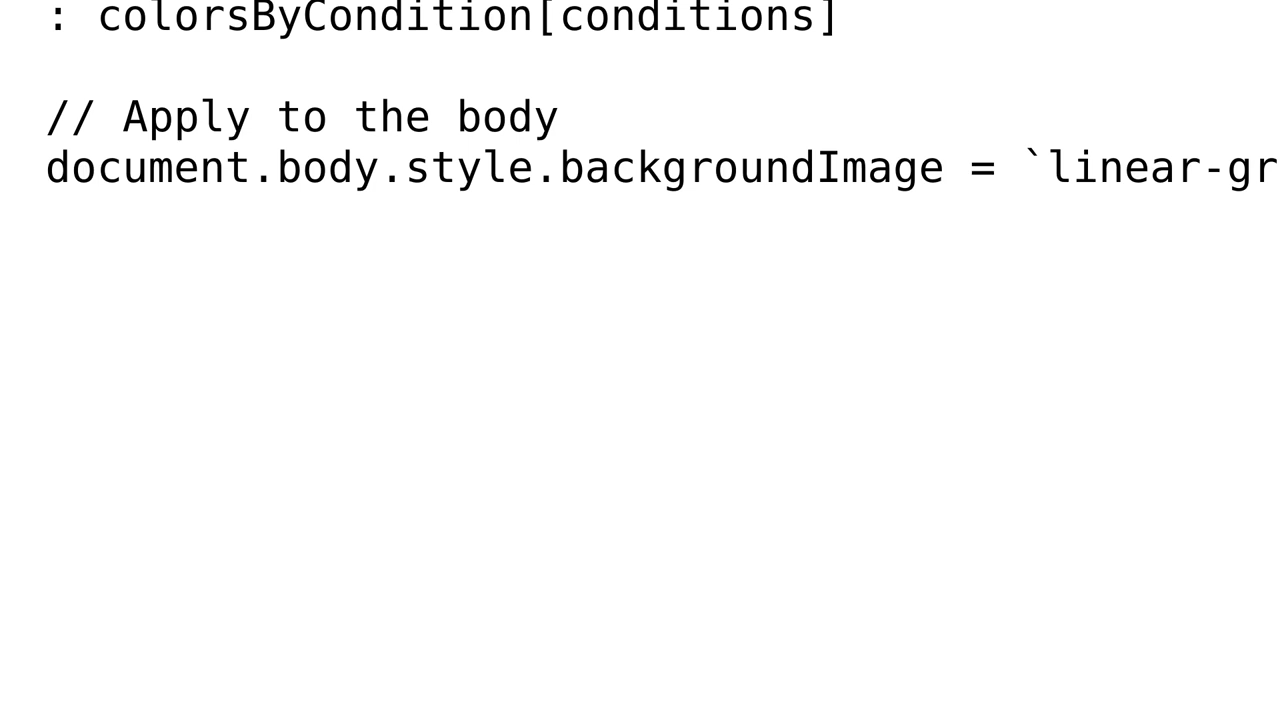 : colorsByCondition[conditions]
// Apply to the body
document.body.style.backgroundImage = `linear-gr